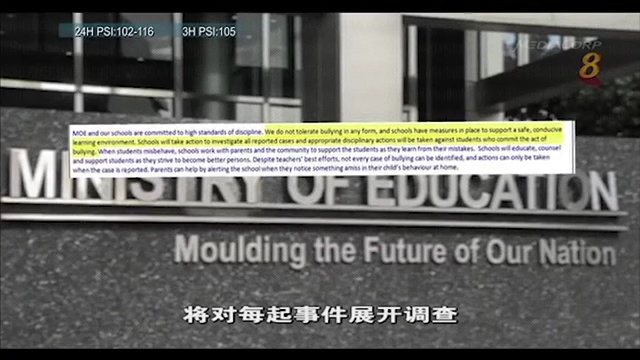 24H PSI:102-116 3H PSI:105
MEDIACORP
8
MOE and our schools are committed to high standards of discipline. We do not tolerate bullying in any form, and schools have measures in place to support a safe, conducive
learning environment. Schools will take action to investigate all reported cases and appropriate disciplinary actions will be taken against students who commit the act of
bullying. When students misbehave, schools work with parents and the community to support the students as they learn from their mistakes. Schools will educate, counsel
and support students as they strive to become better persons. Despite teachers' best efforts, not every case of bullying can be identified, and actions can only be taken
when the case is reported. Parents can help by alerting the school when they notice something amiss in their child's behaviour at home.
MINISTRY OF EDUCATION
Moulding the Future of Our Nation
将对每起事件展开调查